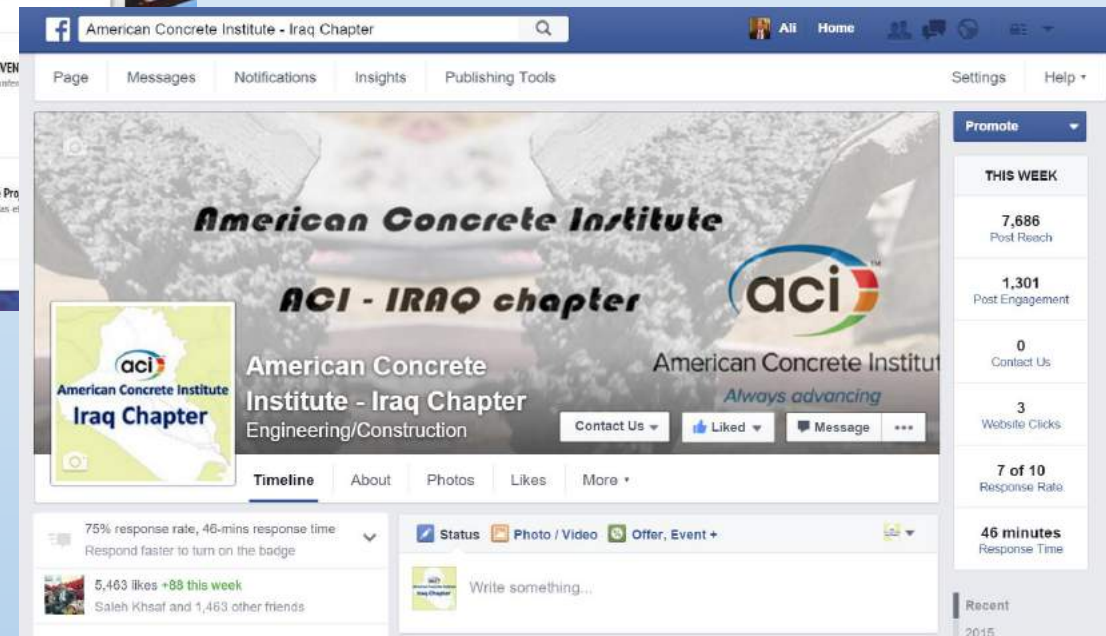 VEN
Pro
American Concrete Institute - Iraq Chapter
Ali Home
Page Messages Notifications Insights Publishing Tools
Settings Help
American Concrete Institute
ACI - IRAQ chapter
aci
TM
American Concrete Institut
Always advancing
aci
American Concrete Institute
Iraq Chapter
American Concrete
Institute - Iraq Chapter
Engineering/Construction
Contact Us Liked Message
Timeline About Photos Likes More
75% response rate, 46-mins response time
Respond faster to turn on the badge
5,463 likes +88 this week
Saleh Khsaf and 1,463 other friends
Status Photo / Video Offer, Event +
Iraq Chapter
Write something...
Promote
THIS WEEK
7,686
Post Reach
1,301
Post Engagement
0
Contact Us
3
Website Clicks
7 of 10
Response Rate
46 minutes
Response Time
Recent
2015